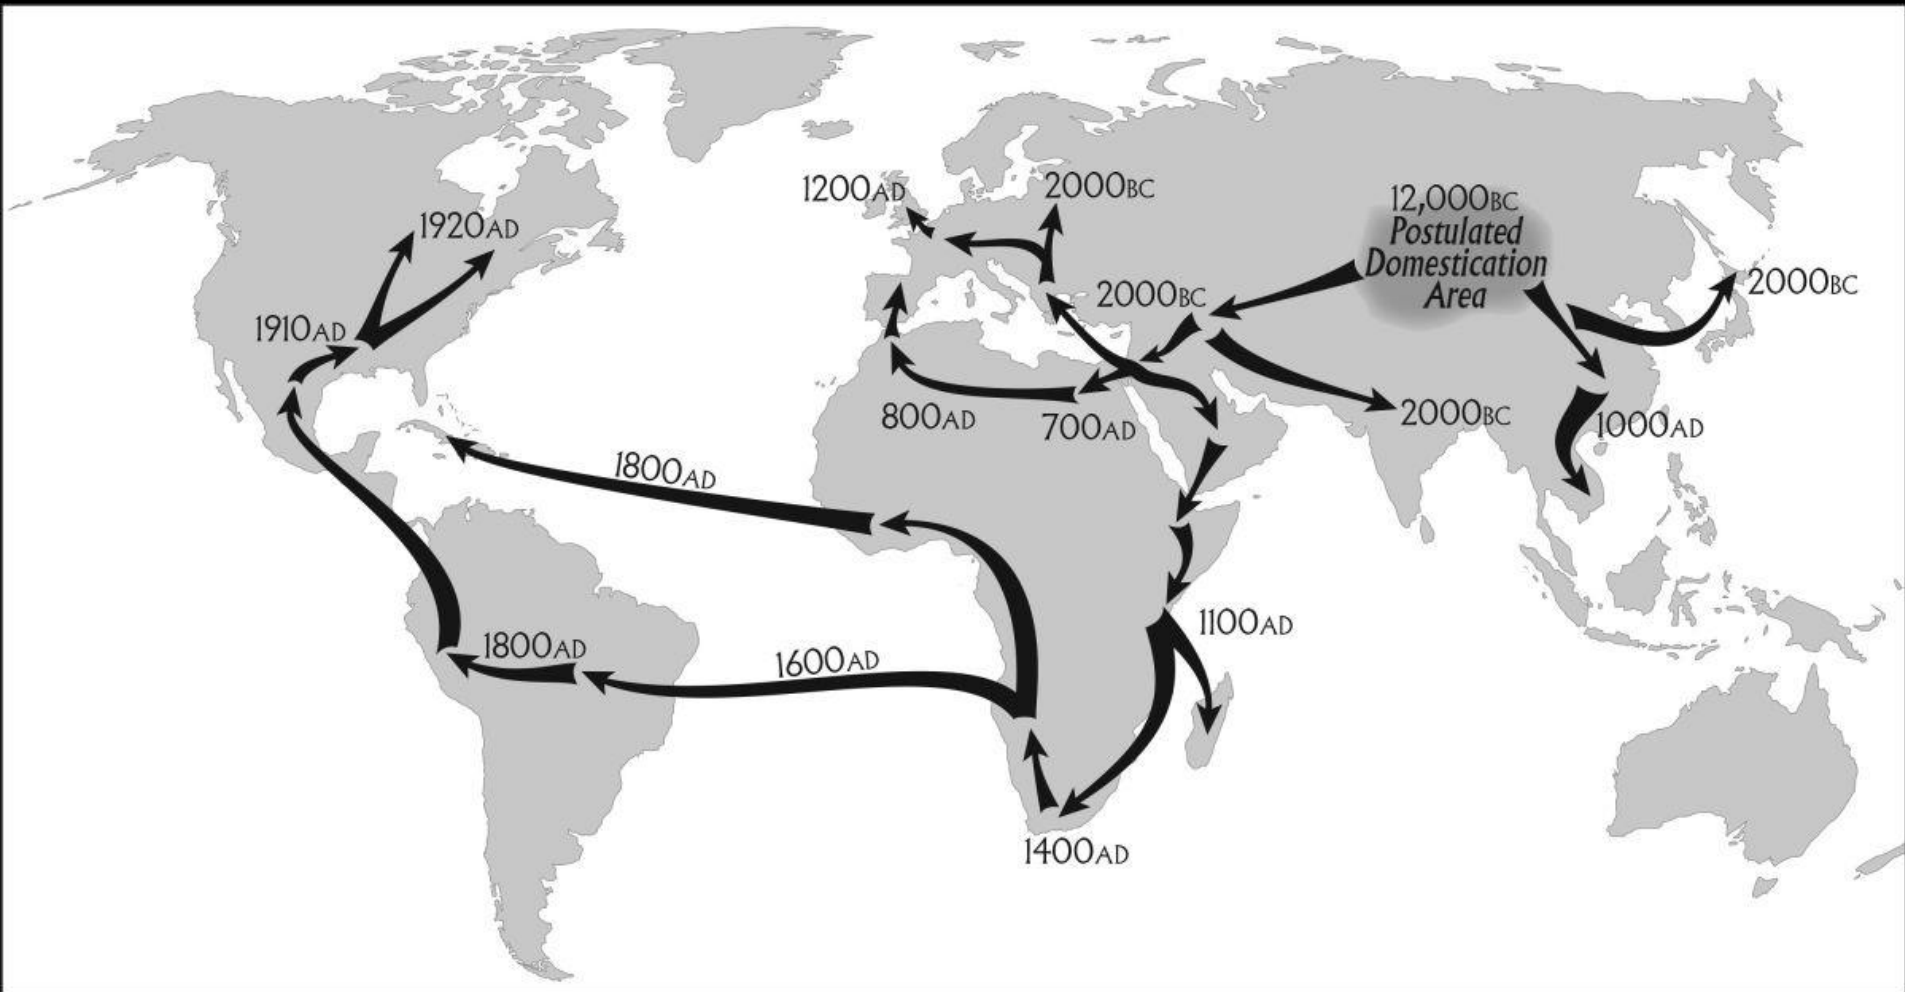 1200AD
2000BC
12,000BC
Postulated
Domestication
Area
1920AD
2000BC
2000BC
1910AD
800AD
700AD
2000BC
1000AD
1800AD
1100AD
1800AD
1600AD
1400AD